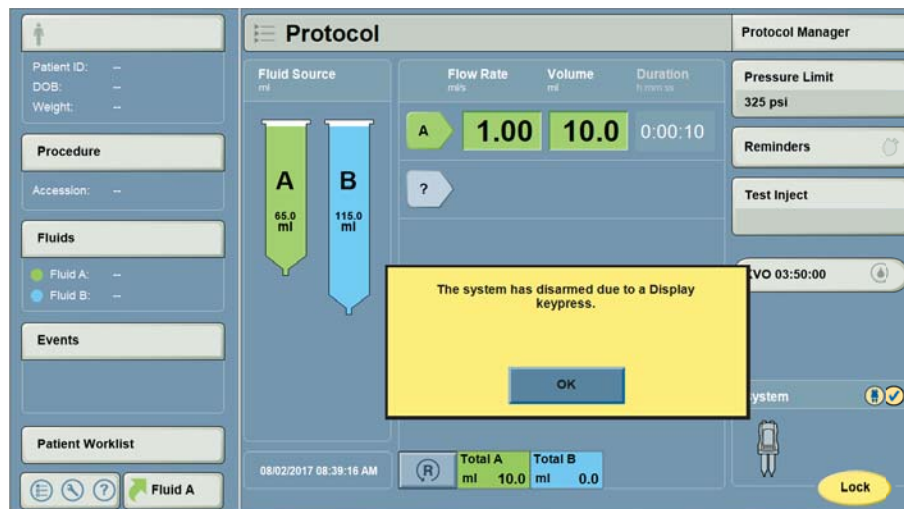 Patient ID: --
DOB: --
Weight: --
Procedure
Accession: --
Fluids
Fluid A: --
Fluid B: --
Events
Patient Worklist
?
Fluid A
Protocol
Fluid Source
ml
A
65.0
ml
B
115.0
ml
08/02/2017 08:39:16 AM
Flow Rate Volume Duration
ml/s ml h:mm:ss
A 1.00 10.0 0:00:10
?
The system has disarmed due to a Display
keypress.
OK
R
Total A Total B
ml 10.0 ml 0.0
Protocol Manager
Pressure Limit
325 psi
Reminders
Test Inject
KVO 03:50:00
ystem
Lock